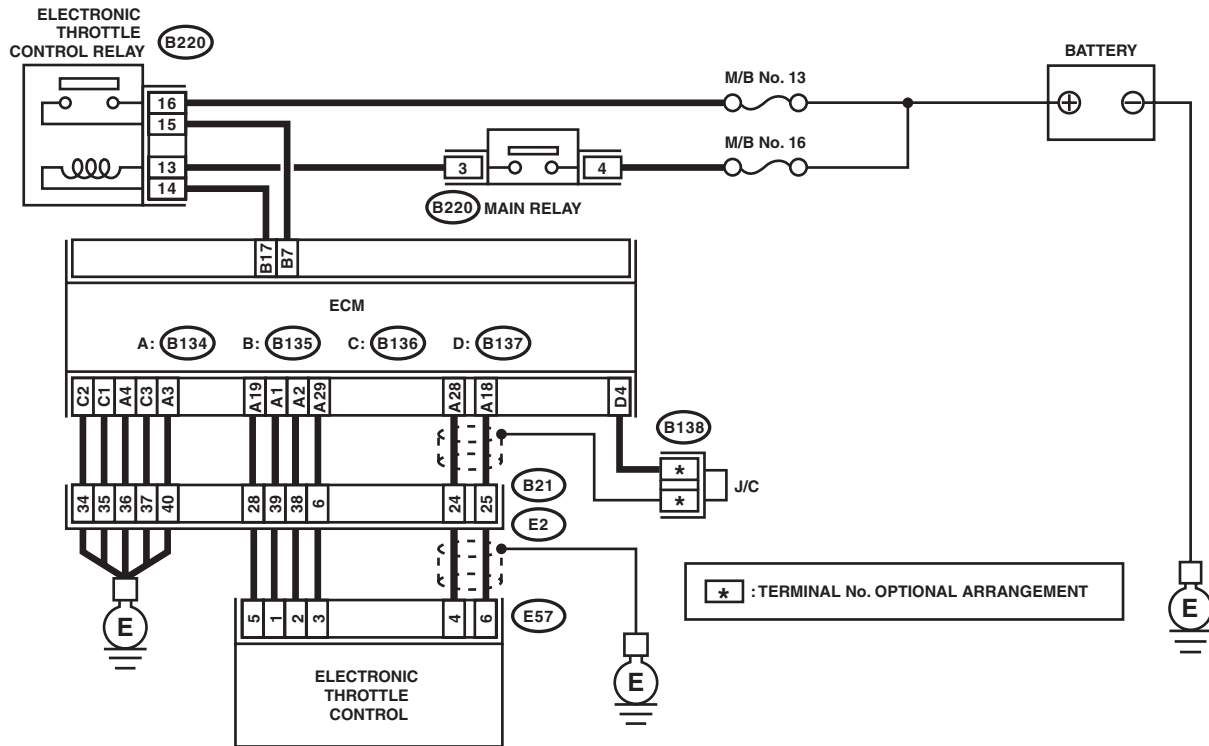 ELECTRONIC
THROTTLE
CONTROL RELAY
B220
BATTERY
M/B No. 13
16
15
+
−
M/B No. 16
13
14
3
4
B220 MAIN RELAY
B17
B7
ECM
A: B134 B: B135 C: B136 D: B137
C2
C1
A4
C3
A3
A19
A1
A2
A29
A28
A18
D4
B138
*
*
J/C
34
35
36
37
40
28
39
38
6
24
25
B21
E2
* : TERMINAL No. OPTIONAL ARRANGEMENT
5
1
2
3
4
6
E57
E
E
E
ELECTRONIC
THROTTLE
CONTROL